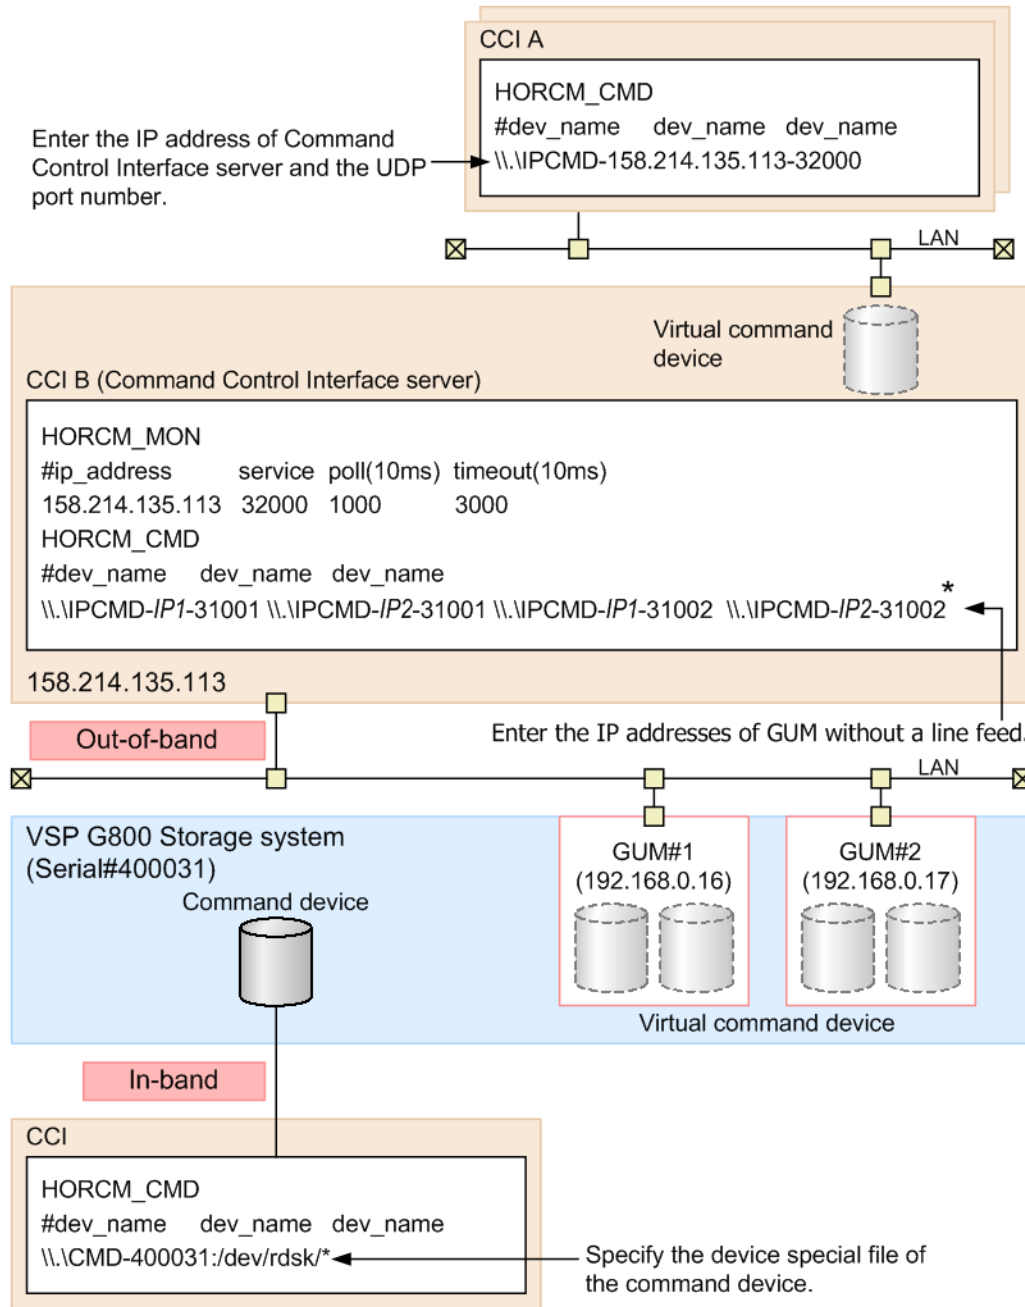 CCI A
HORCM_CMD
#dev_name dev_name dev_name
\\.\IPCMD-158.214.135.113-32000
Enter the IP address of Command
Control Interface server and the UDP
port number.
LAN
Virtual command
device
CCI B (Command Control Interface server)
HORCM_MON
#ip_address service poll(10ms) timeout(10ms)
158.214.135.113 32000 1000 3000
HORCM_CMD
#dev_name dev_name dev_name
\\.\IPCMD-IP1-31001 \\.\IPCMD-IP2-31001 \\.\IPCMD-IP1-31002 \\.\IPCMD-IP2-31002*
158.214.135.113
Out-of-band
Enter the IP addresses of GUM without a line feed.
LAN
VSP G800 Storage system
(Serial#400031)
Command device
GUM#1
(192.168.0.16)
GUM#2
(192.168.0.17)
Virtual command device
In-band
CCI
HORCM_CMD
#dev_name dev_name dev_name
\\.\CMD-400031:/dev/rdsk/*
Specify the device special file of
the command device.